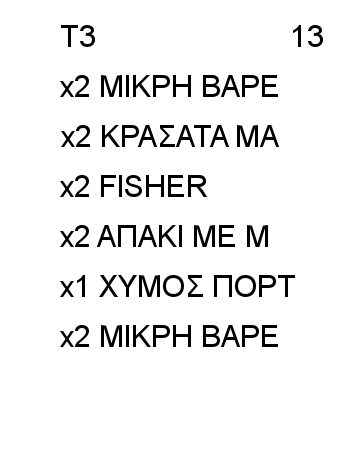 T3 13
x2 ΜΙΚΡΗ ΒΑΡΕ
x2 ΚΡΑΣΑΤΑ ΜΑ
x2 FISHER
x2 ΑΠΑΚΙ ΜΕ Μ
x1 ΧΥΜΟΣ ΠΟΡΤ
x2 ΜΙΚΡΗ ΒΑΡΕ